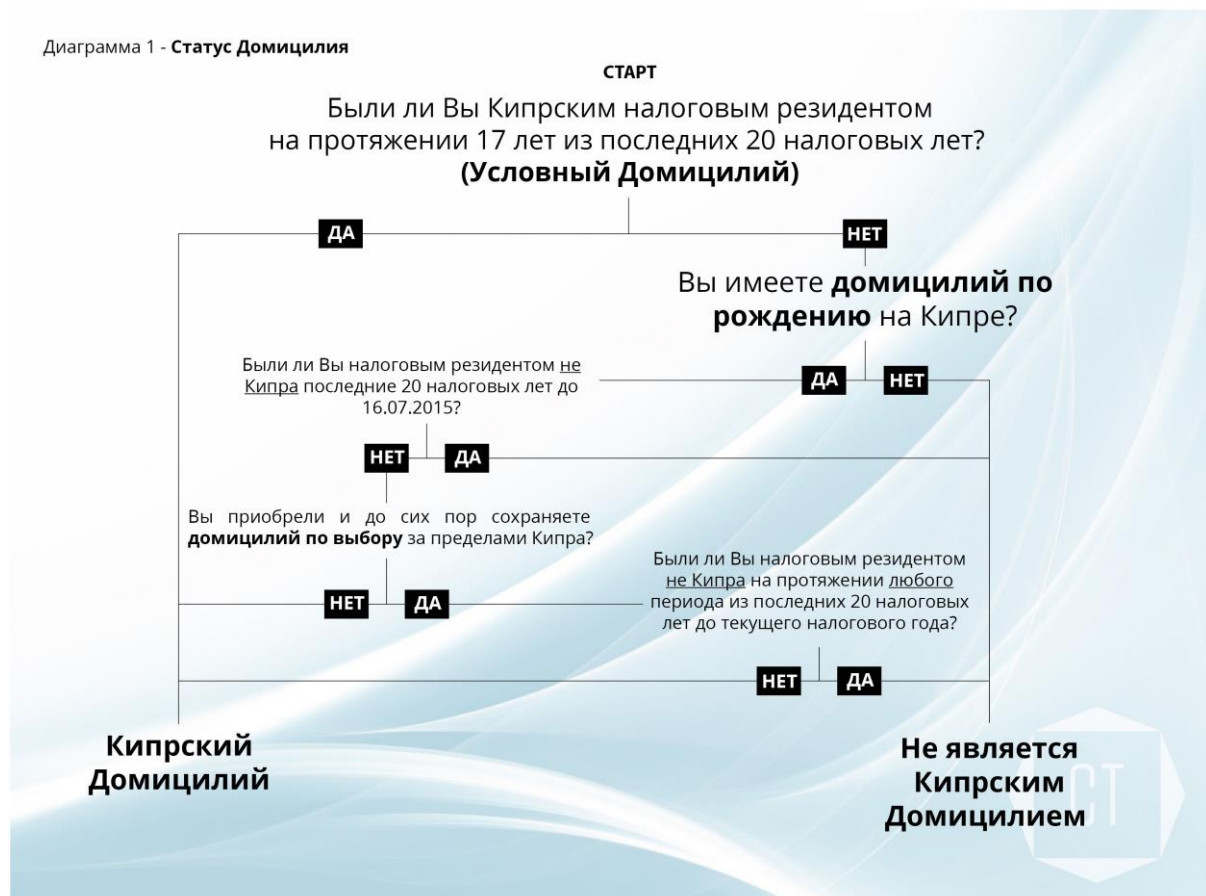 Диаграмма 1 - Статус Домицилия
СТАРТ
Были ли Вы Кипрским налоговым резидентом
на протяжении 17 лет из последних 20 налоговых лет?
(Условный Домицилий)
ДА
НЕТ
Вы имеете домицилий по
рождению на Кипре?
ДА
НЕТ
Были ли Вы налоговым резидентом не
Кипра последние 20 налоговых лет до
16.07.2015?
НЕТ
ДА
Вы приобрели и до сих пор сохраняете
домицилий по выбору за пределами Кипра?
НЕТ
ДА
Были ли Вы налоговым резидентом
не Кипра на протяжении любого
периода из последних 20 налоговых
лет до текущего налогового года?
НЕТ
ДА
Кипрский
Домицилий
Не является
Кипрским
Домицилием
CT